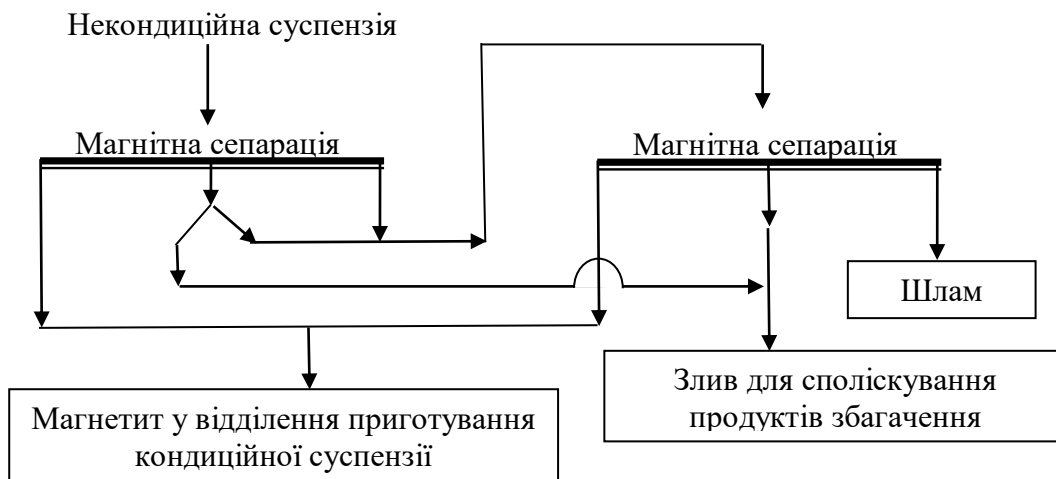 Некондиційна суспензія
Магнітна сепарація
Магнітна сепарація
Шлам
Злив для споліскування
продуктів збагачення
Магнетит у відділення приготування
кондиційної суспензії